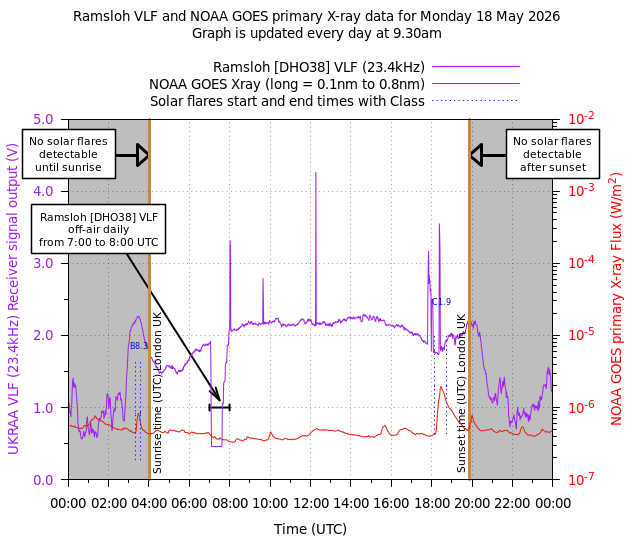 Ramsloh VLF and NOAA GOES primary X-ray data for Monday 18 May 2026
Graph is updated every day at 9.30am
Ramsloh [DHO38] VLF (23.4kHz)
NOAA GOES Xray (long = 0.1nm to 0.8nm)
Solar flares start and end times with Class
5.0
4.0
3.0
2.0
1.0
0.0
10⁻²
10⁻³
10⁻⁴
10⁻⁵
10⁻⁶
10⁻⁷
UKRAA VLF (23.4kHz) Receiver signal output (V)
NOAA GOES primary X-ray Flux (W/m²)
No solar flares
detectable
until sunrise
No solar flares
detectable
after sunset
Ramsloh [DHO38] VLF
off-air daily
from 7:00 to 8:00 UTC
B8.3
C1.9
Sunrise time (UTC) London UK
Sunset time (UTC) London UK
00:00 02:00 04:00 06:00 08:00 10:00 12:00 14:00 16:00 18:00 20:00 22:00 00:00
Time (UTC)